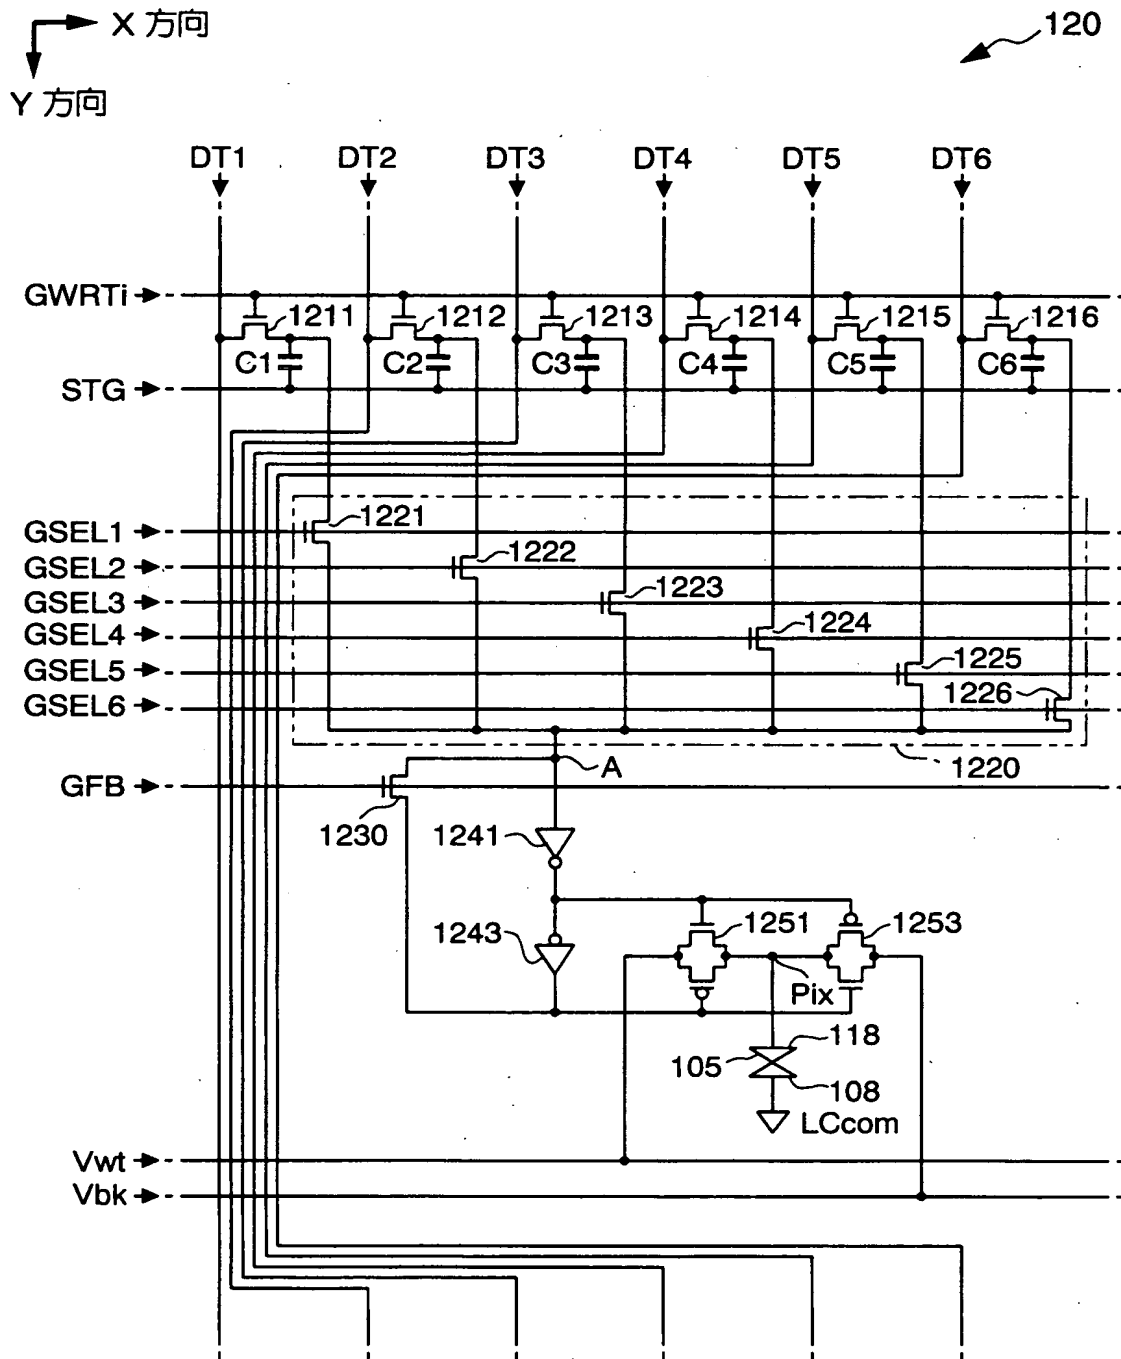 X 方向
120
Y 方向
DT1 DT2 DT3 DT4 DT5 DT6
GWRTi
1211 1212 1213 1214 1215 1216
C1 C2 C3 C4 C5 C6
STG
GSEL1 1221
GSEL2 1222
GSEL3 1223
GSEL4 1224
GSEL5 1225
GSEL6 1226
A 1220
GFB
1230 1241
1243 1251 1253
Pix
105 118
108
LCcom
Vwt
Vbk